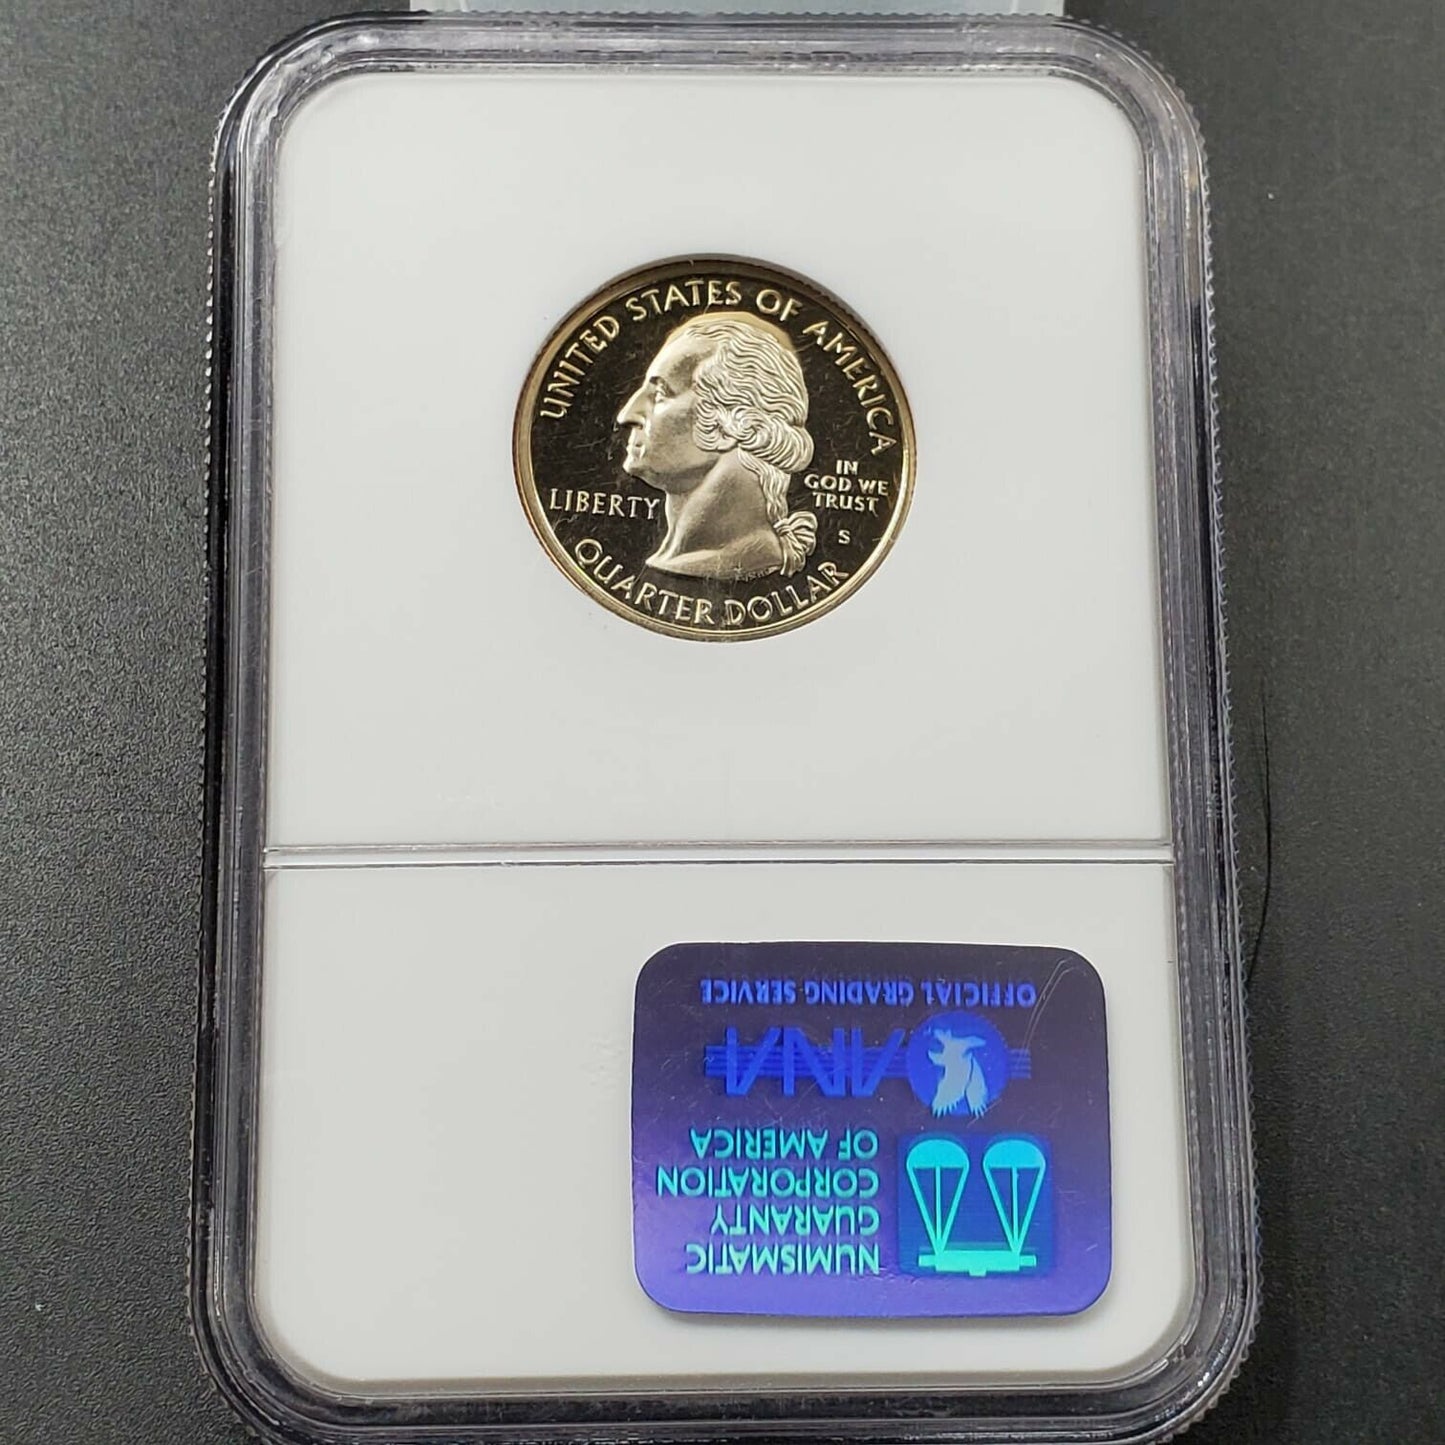 UNITED STATES OF AMERICA
LIBERTY
IN
GOD WE
TRUST
S
QUARTER DOLLAR
NUMISMATIC
GUARANTY
CORPORATION
OF AMERICA
ANA
OFFICIAL GRADING SERVICE